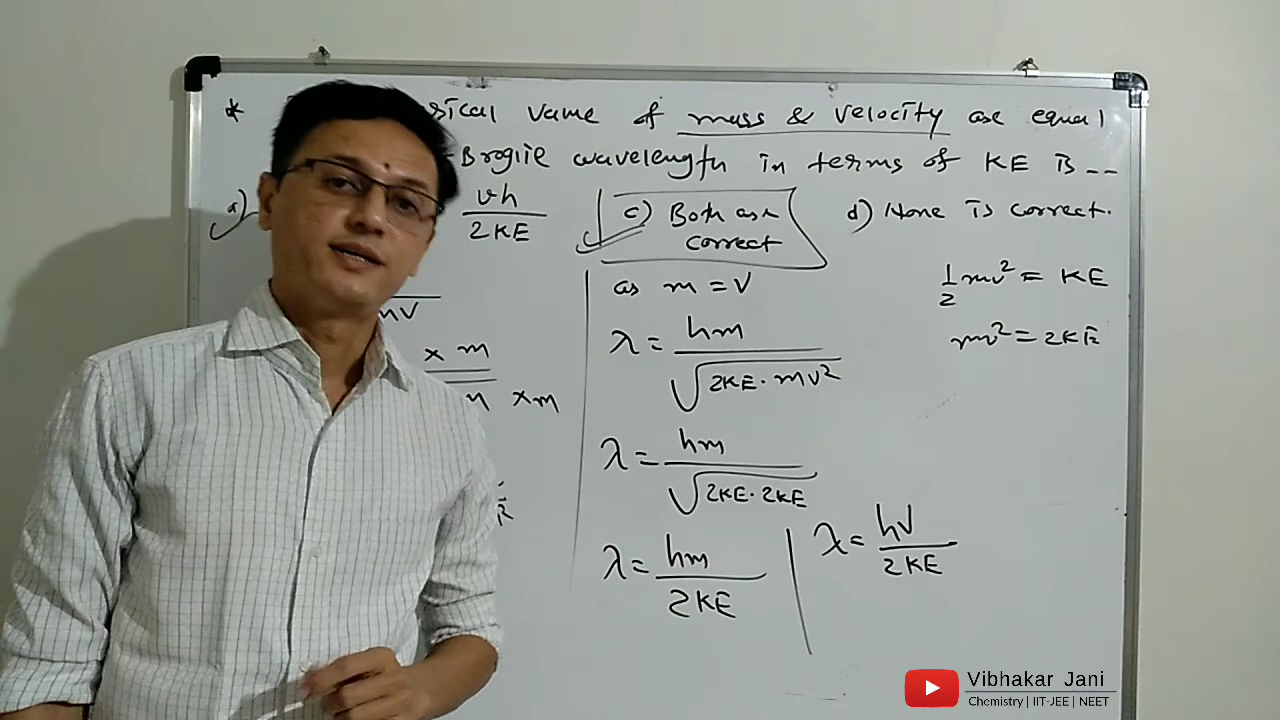 * sical value of mass & velocity are equal
Broglie wavelength in terms of KE is --
a) vh/2KE c) Both are correct d) None is correct.
mV
x m
x m
as m = v
λ = hm/√2KE·mv²
λ = hm/√2KE·2KE
λ = hm/2KE
λ = hv/2KE
1/2 mv² = KE
mv² = 2KE
Vibhakar Jani
Chemistry | IIT-JEE | NEET